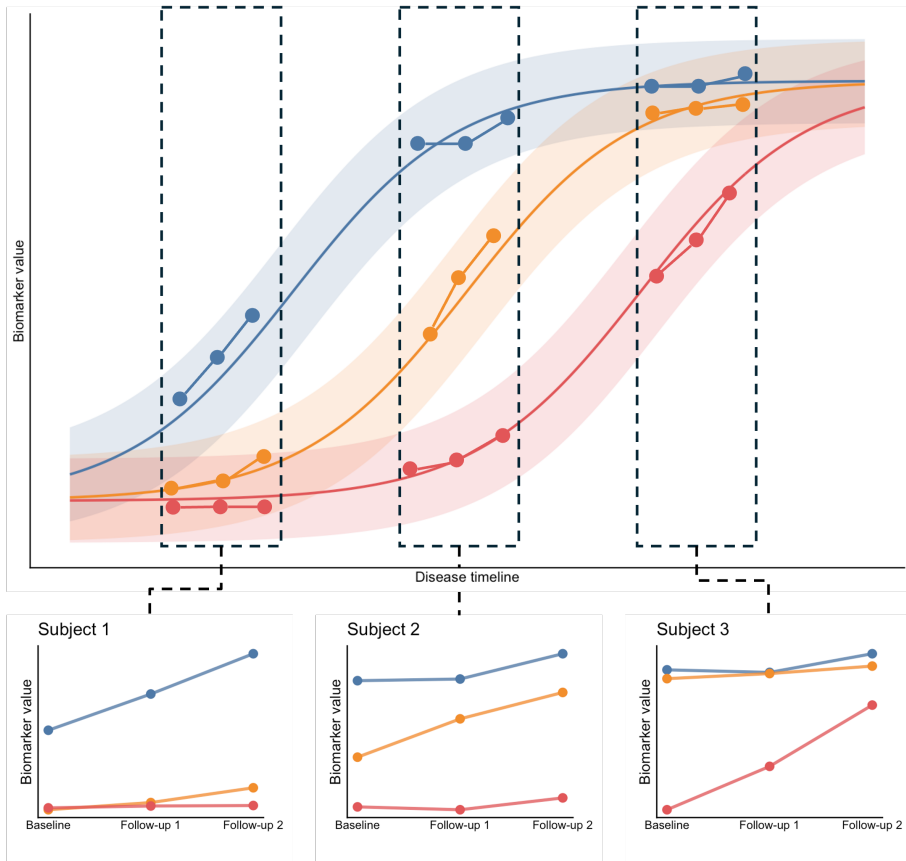 Biomarker value
Disease timeline
Subject 1
Biomarker value
Baseline
Follow-up 1
Follow-up 2
Subject 2
Biomarker value
Baseline
Follow-up 1
Follow-up 2
Subject 3
Biomarker value
Baseline
Follow-up 1
Follow-up 2